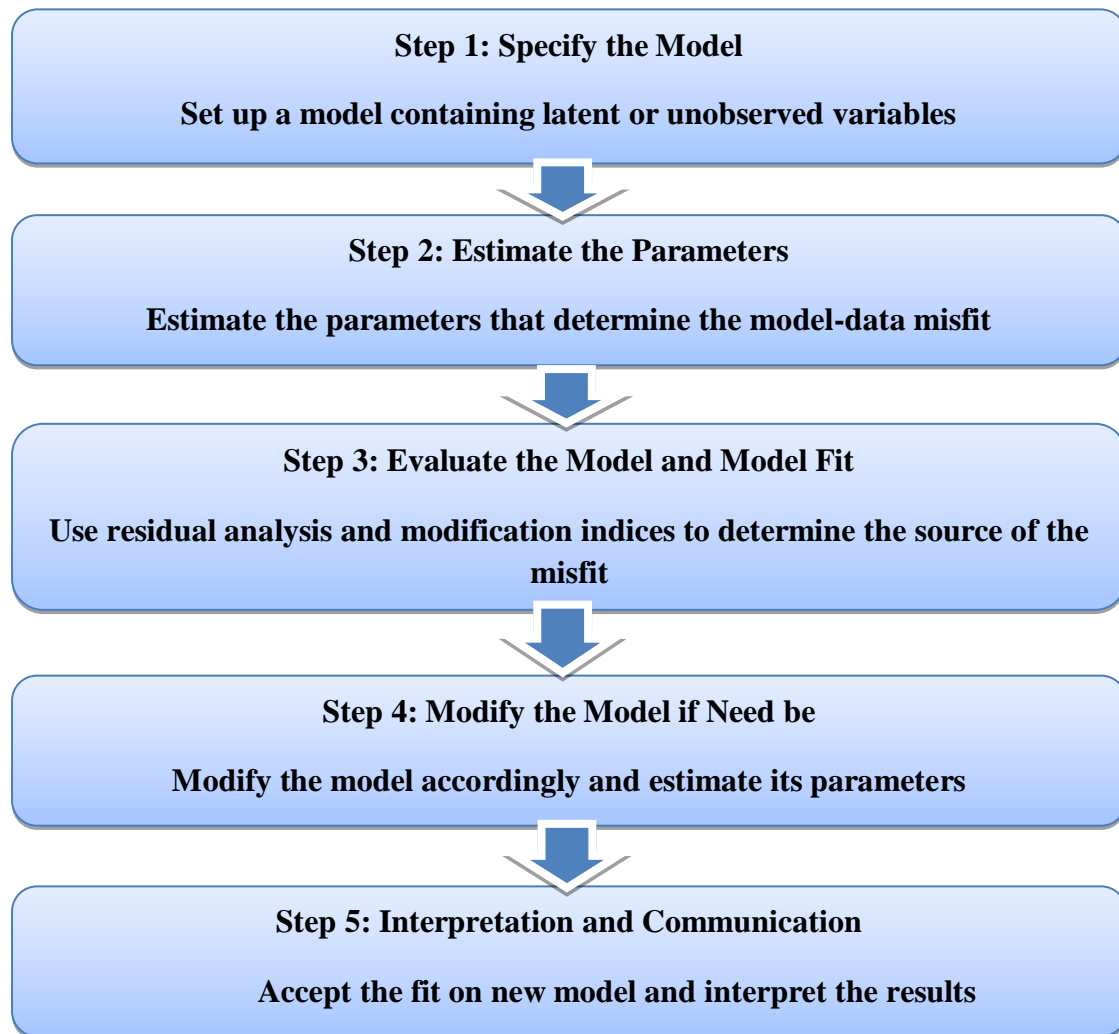 Step 1: Specify the Model
Set up a model containing latent or unobserved variables
Step 2: Estimate the Parameters
Estimate the parameters that determine the model-data misfit
Step 3: Evaluate the Model and Model Fit
Use residual analysis and modification indices to determine the source of the
misfit
Step 4: Modify the Model if Need be
Modify the model accordingly and estimate its parameters
Step 5: Interpretation and Communication
Accept the fit on new model and interpret the results